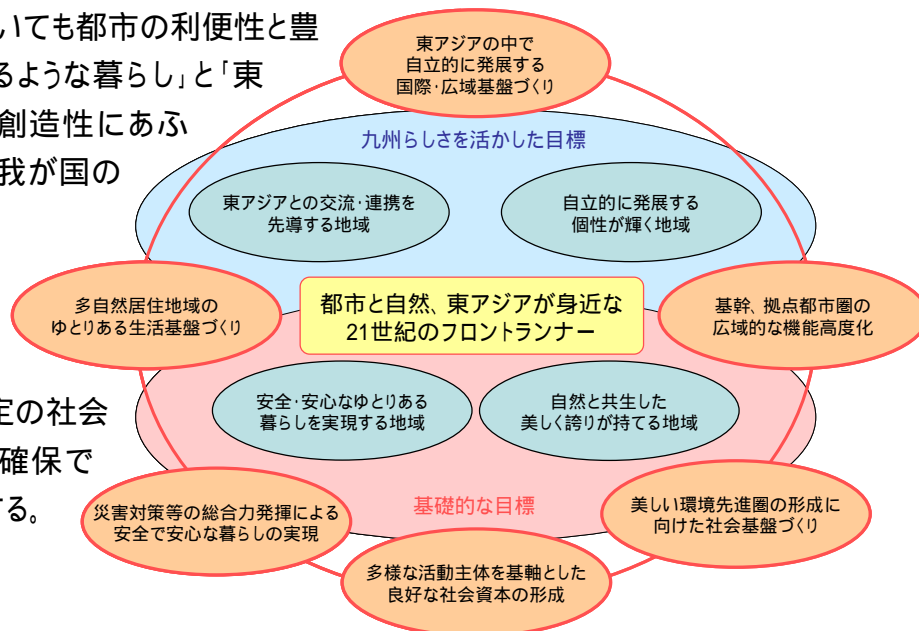 いても都市の利便性と豊
るような暮らし」と「東
創造性にあふ
我が国の
定の社会
確保で
する。
東アジアの中で
自立的に発展する
国際・広域基盤づくり
九州らしさを活かした目標
東アジアとの交流・連携を
先導する地域
自立的に発展する
個性が輝く地域
多自然居住地域の
ゆとりある生活基盤づくり
都市と自然、東アジアが身近な
21世紀のフロントランナー
基幹、拠点都市圏の
広域的な機能高度化
安全・安心なゆとりある
暮らしを実現する地域
自然と共生した
美しく誇りが持てる地域
基礎的な目標
災害対策等の総合力発揮による
安全で安心な暮らしの実現
美しい環境先進圏の形成に
向けた社会基盤づくり
多様な活動主体を基軸とした
良好な社会資本の形成